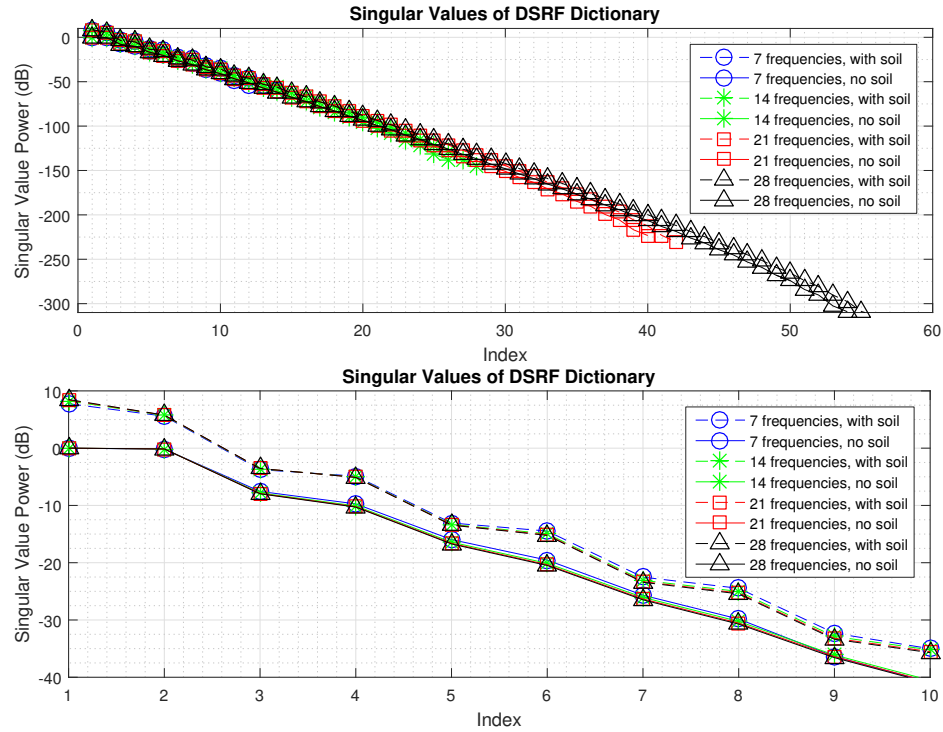 Singular Values of DSRF Dictionary
Singular Value Power (dB)
0
-50
-100
-150
-200
-250
-300
0 10 20 30 40 50 60
Index
7 frequencies, with soil
7 frequencies, no soil
14 frequencies, with soil
14 frequencies, no soil
21 frequencies, with soil
21 frequencies, no soil
28 frequencies, with soil
28 frequencies, no soil
Singular Values of DSRF Dictionary
Singular Value Power (dB)
10
0
-10
-20
-30
-40
1 2 3 4 5 6 7 8 9 10
Index
7 frequencies, with soil
7 frequencies, no soil
14 frequencies, with soil
14 frequencies, no soil
21 frequencies, with soil
21 frequencies, no soil
28 frequencies, with soil
28 frequencies, no soil